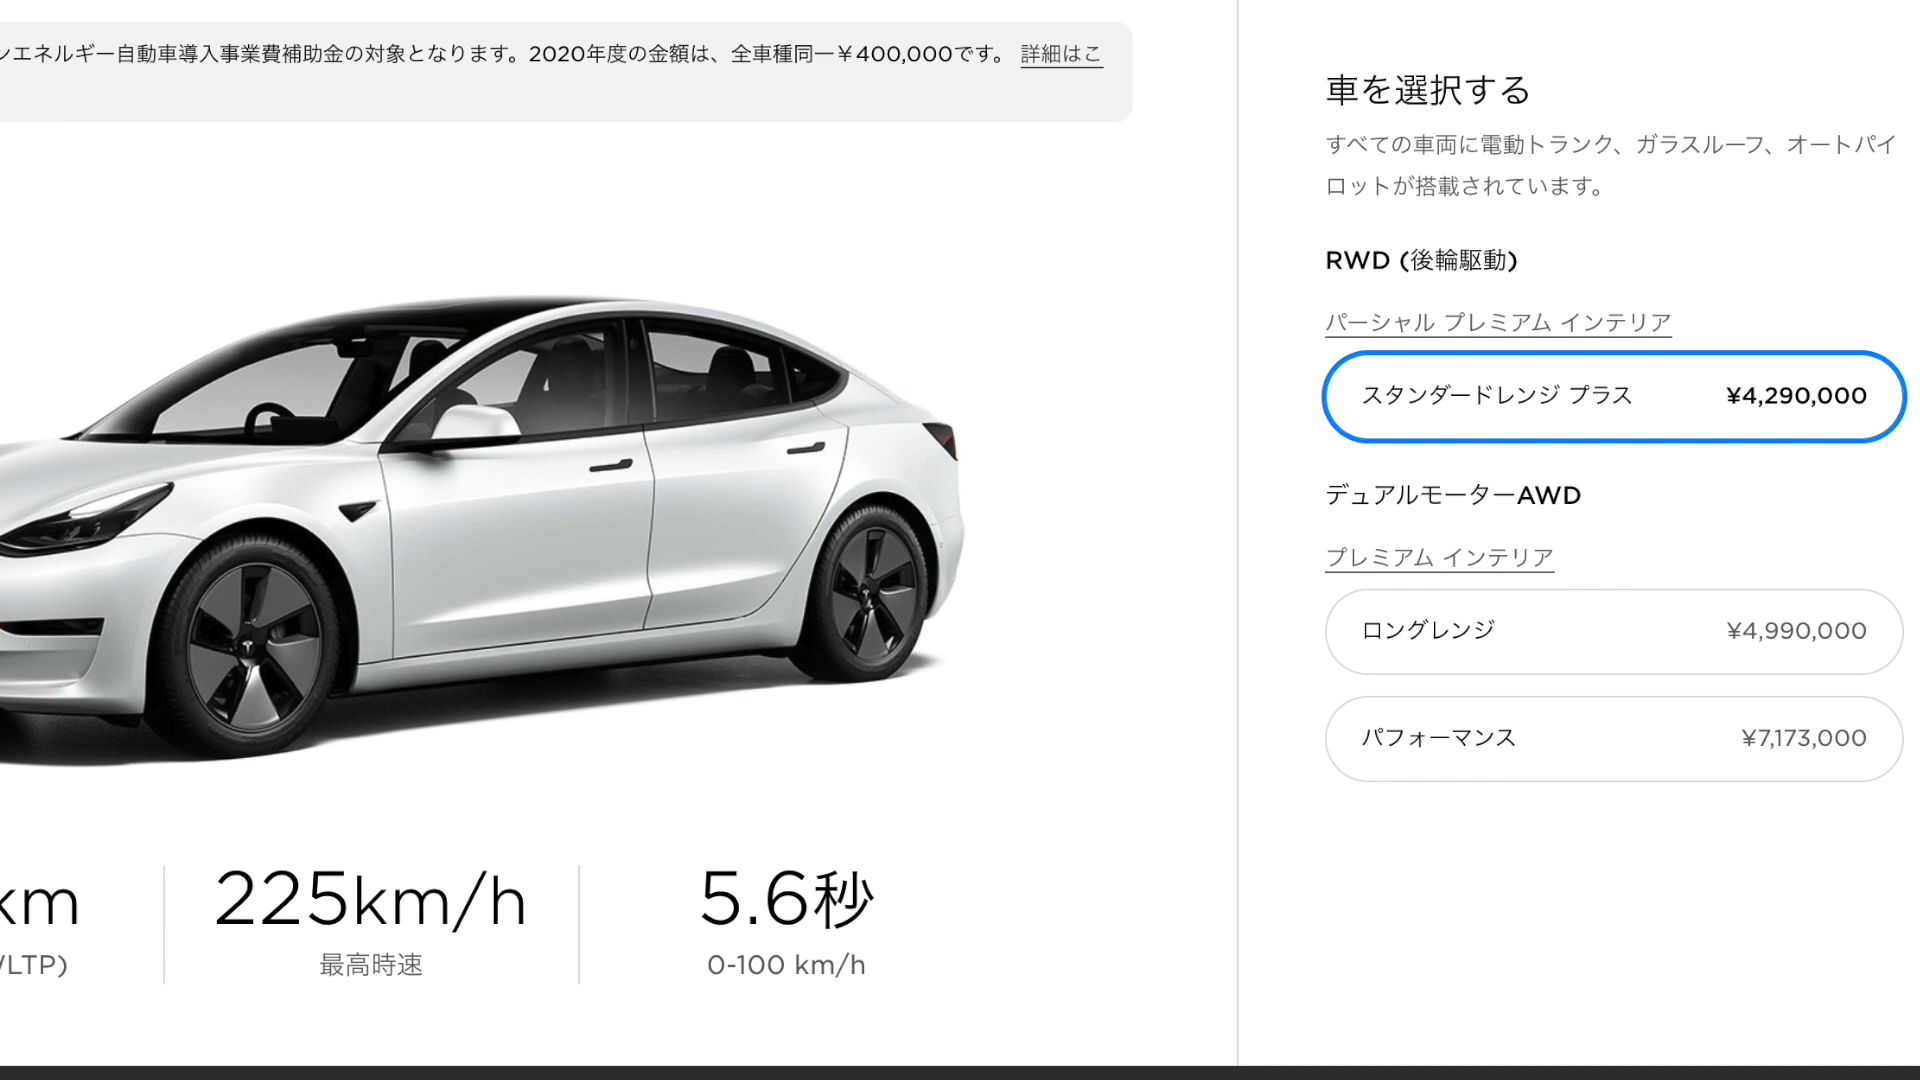 ンエネルギー自動車導入事業費補助金の対象となります。2020年度の金額は、全車種同一￥400,000です。 詳細はこ
車を選択する
すべての車両に電動トランク、ガラスルーフ、オートパイ
ロットが搭載されています。
RWD (後輪駆動)
パーシャル プレミアム インテリア
スタンダードレンジ プラス ¥4,290,000
デュアルモーターAWD
プレミアム インテリア
ロングレンジ ¥4,990,000
パフォーマンス ¥7,173,000
km 225km/h 5.6秒
VLTP) 最高時速 0-100 km/h